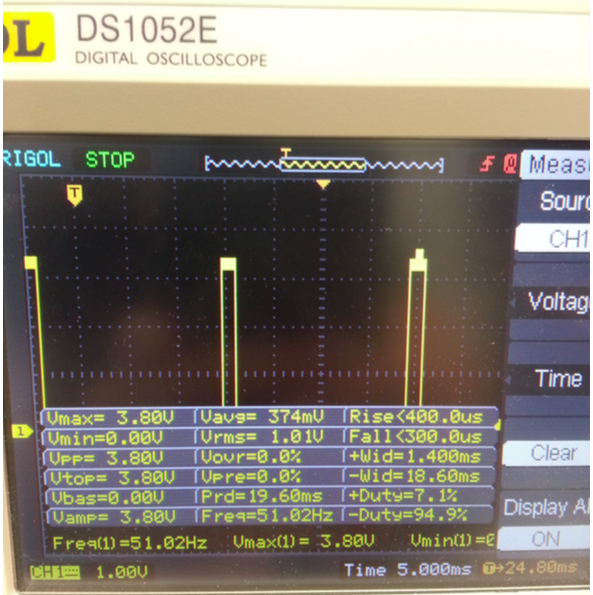 OL DS1052E
DIGITAL OSCILLOSCOPE
RIGOL STOP T Meas
T Sourc
CH1
Voltag
Time
Vmax= 3.80V Vavg= 374mV Rise<400.0us
1 Vmin=0.00V Vrms= 1.01V Fall<300.0us
Vpp= 3.80V Vovr=0.0% +Wid=1.400ms Clear
Vtop= 3.80V Vpre=0.0% -Wid=18.60ms
Vbas=0.00V Prd=19.60ms +Duty=7.1% Display Al
Vamp= 3.80V Freq=51.02Hz -Duty=94.9%
Freq(1)=51.02Hz Vmax(1)= 3.80V Vmin(1)=0 ON
CH1 1.00V Time 5.000ms T→24.80ms